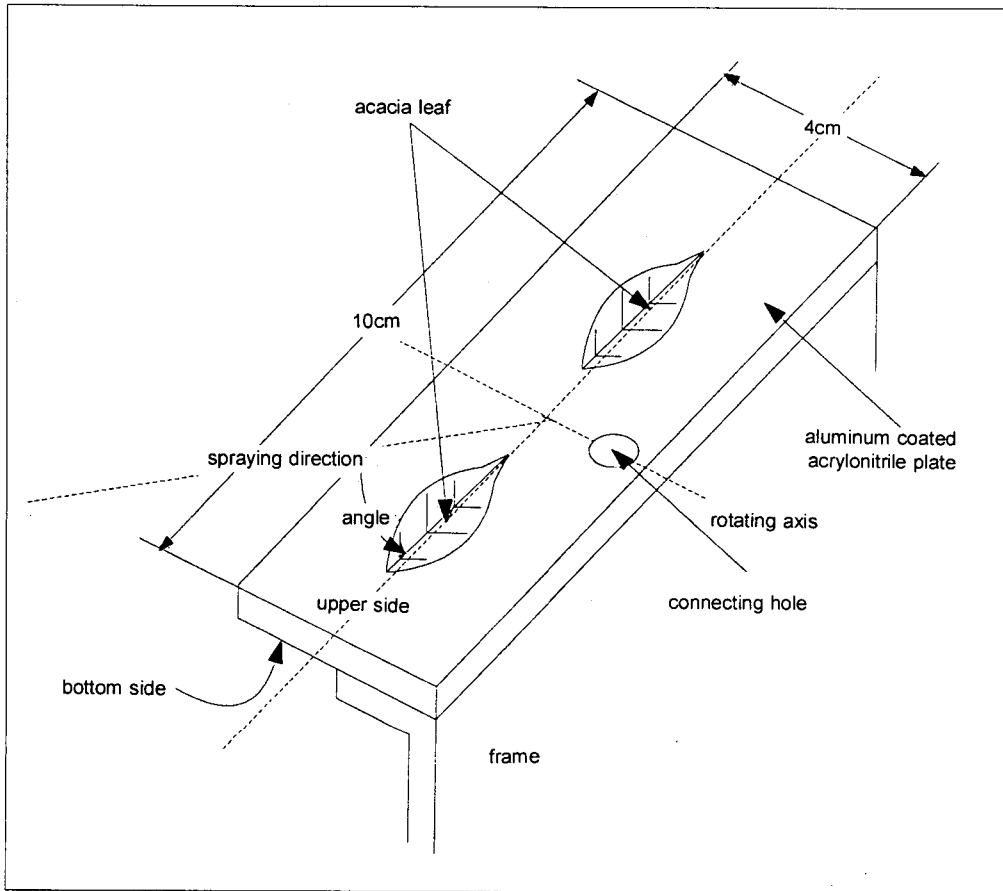 acacia leaf
4cm
10cm
aluminum coated
acrylonitrile plate
spraying direction
angle
rotating axis
upper side
connecting hole
bottom side
frame